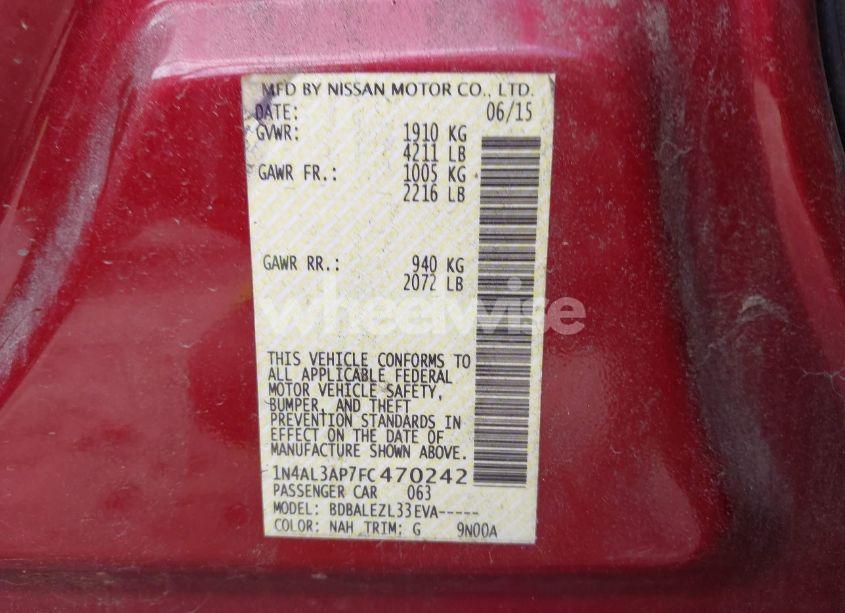 MFD BY NISSAN MOTOR CO., LTD.
DATE: 06/15
GVWR: 1910 KG
4211 LB
GAWR FR.: 1005 KG
2216 LB
GAWR RR.: 940 KG
2072 LB
wheelwise
THIS VEHICLE CONFORMS TO
ALL APPLICABLE FEDERAL
MOTOR VEHICLE SAFETY,
BUMPER, AND THEFT
PREVENTION STANDARDS IN
EFFECT ON THE DATE OF
MANUFACTURE SHOWN ABOVE.
1N4AL3AP7FC470242
PASSENGER CAR 063
MODEL: BDBALEZL33EVA-----
COLOR: NAH TRIM: G 9N00A